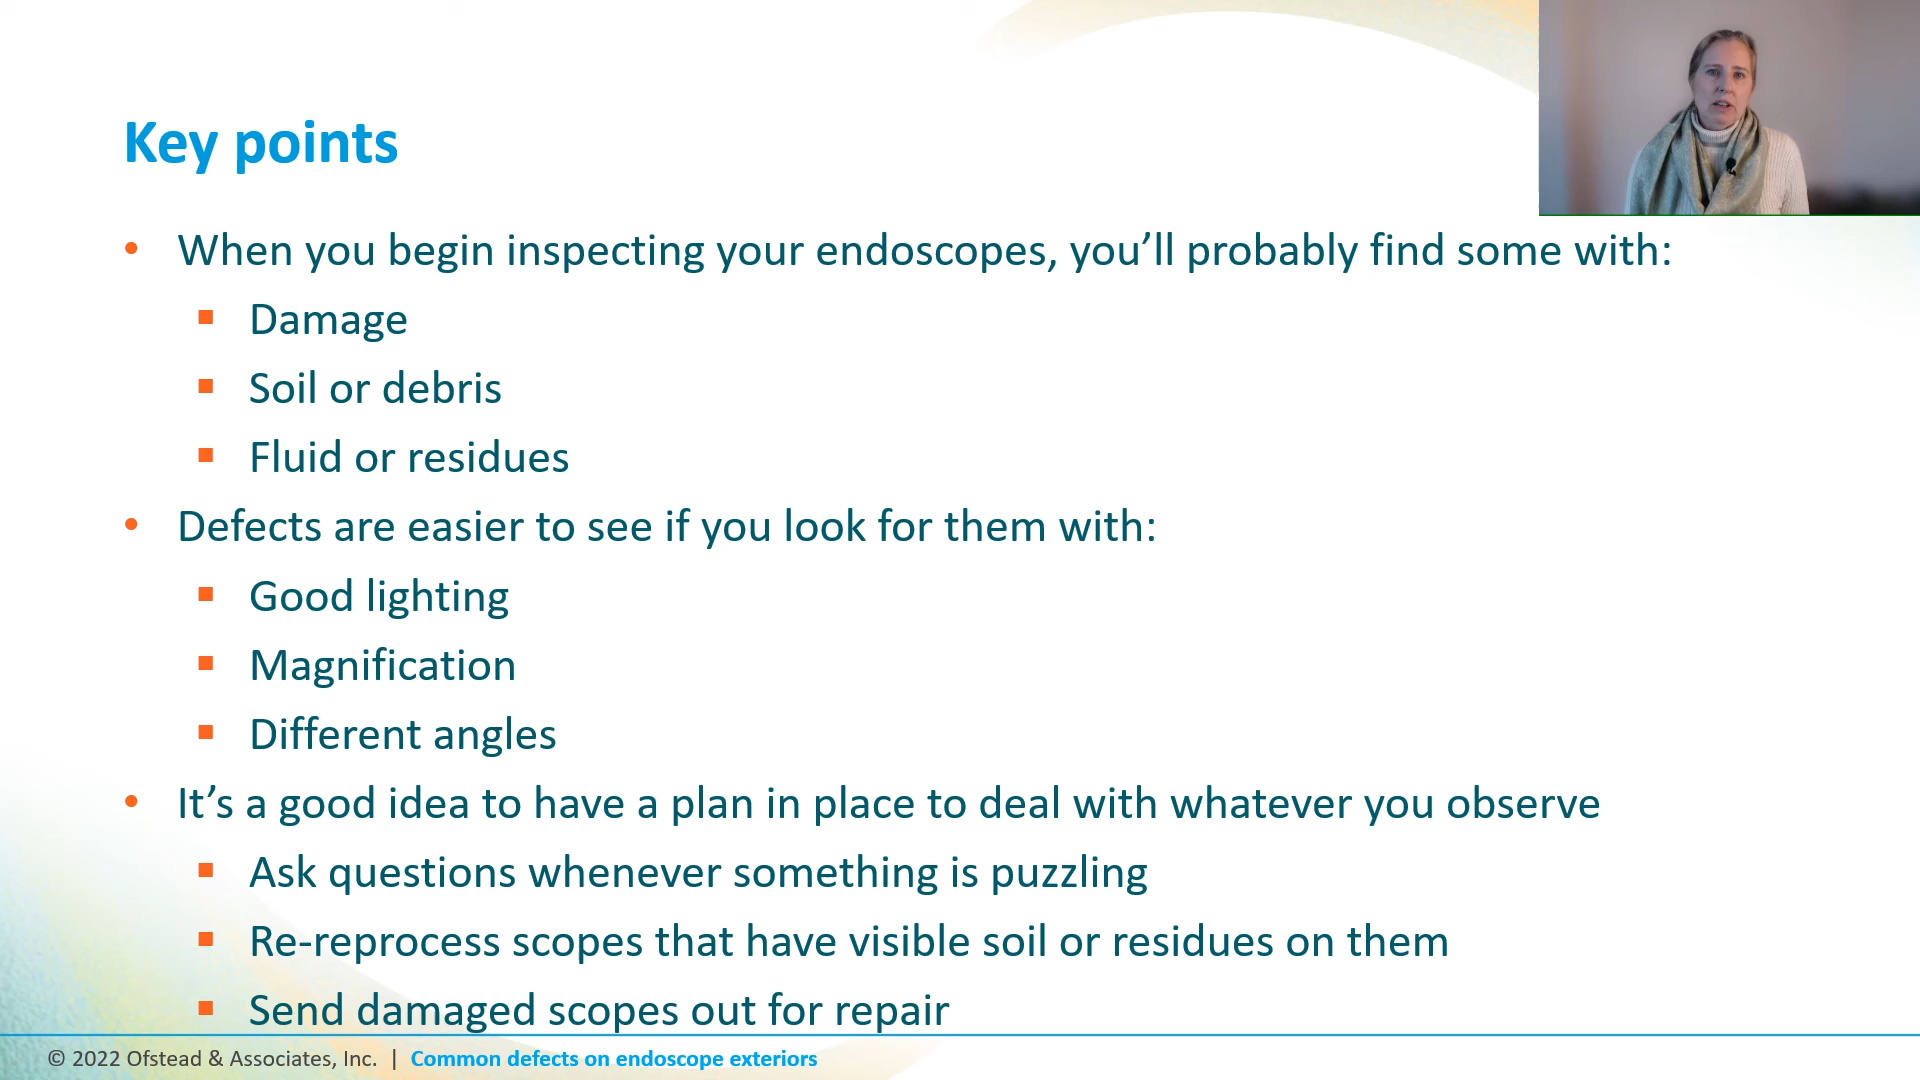 Key points
• When you begin inspecting your endoscopes, you’ll probably find some with:
▪ Damage
▪ Soil or debris
▪ Fluid or residues
• Defects are easier to see if you look for them with:
▪ Good lighting
▪ Magnification
▪ Different angles
• It’s a good idea to have a plan in place to deal with whatever you observe
▪ Ask questions whenever something is puzzling
▪ Re-reprocess scopes that have visible soil or residues on them
▪ Send damaged scopes out for repair
© 2022 Ofstead & Associates, Inc. | Common defects on endoscope exteriors